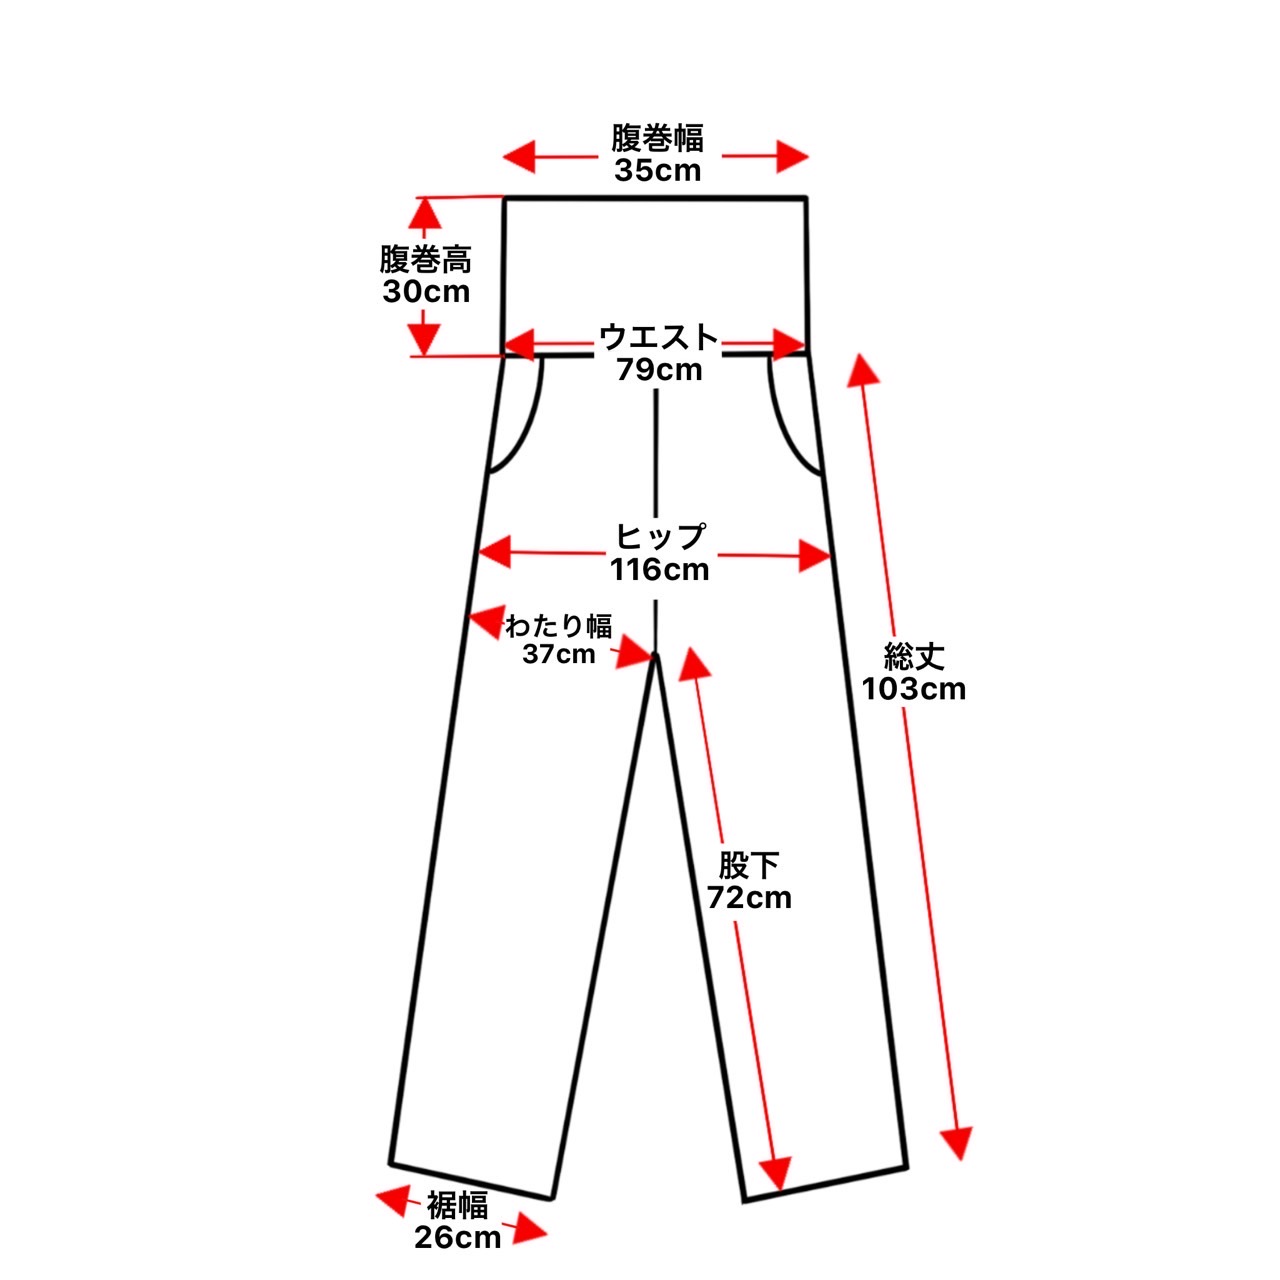 腹巻幅
35cm
腹巻高
30cm
ウエスト
79cm
ヒップ
116cm
わたり幅
37cm
総丈
103cm
股下
72cm
裾幅
26cm